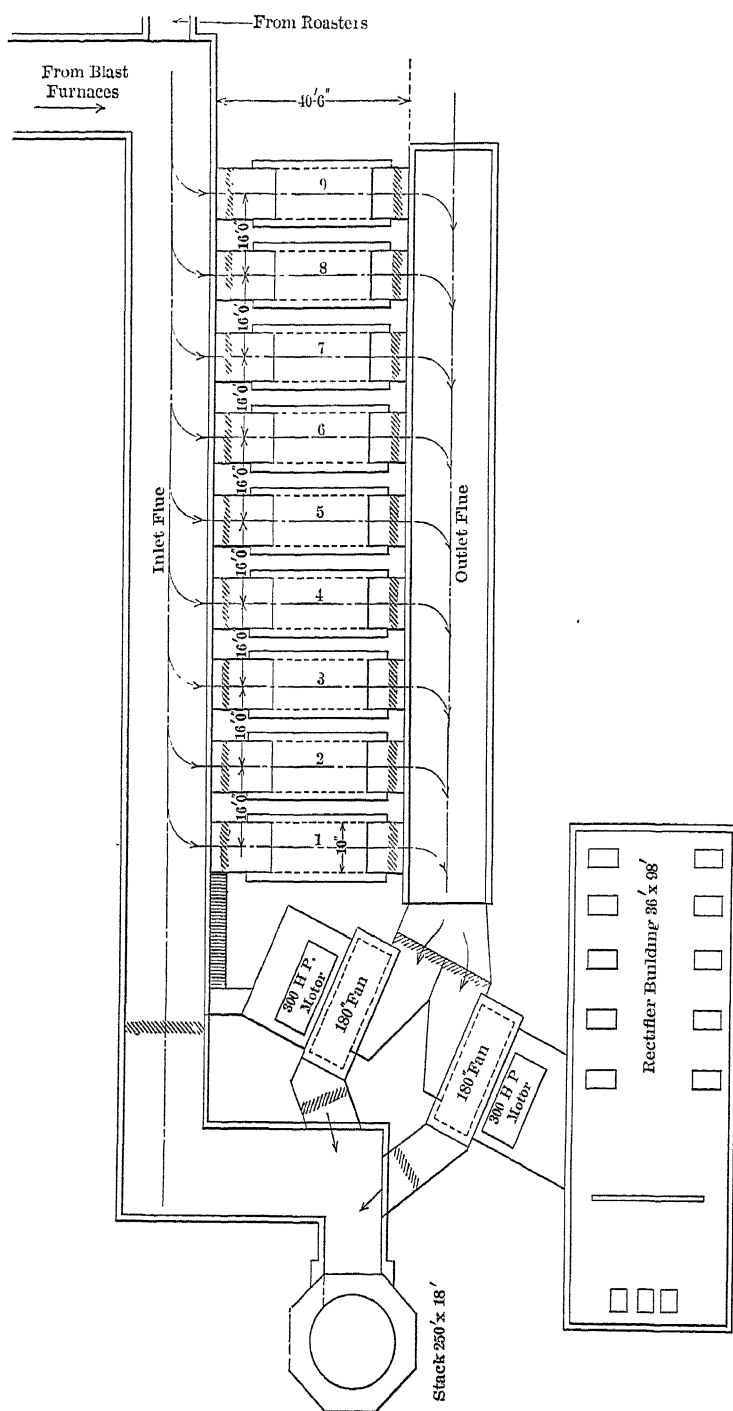 From Roasters
From Blast
Furnaces
40'6"
9
16'0"
8
16'0"
7
16'0"
6
16'0"
5
16'0"
4
16'0"
3
16'0"
2
16'0"
1
10"
Inlet Flue
Outlet Flue
300 H P.
Motor
180" Fan
180" Fan
300 H P
Motor
Rectifier Building 36' x 98'
Stack 250' x 18'